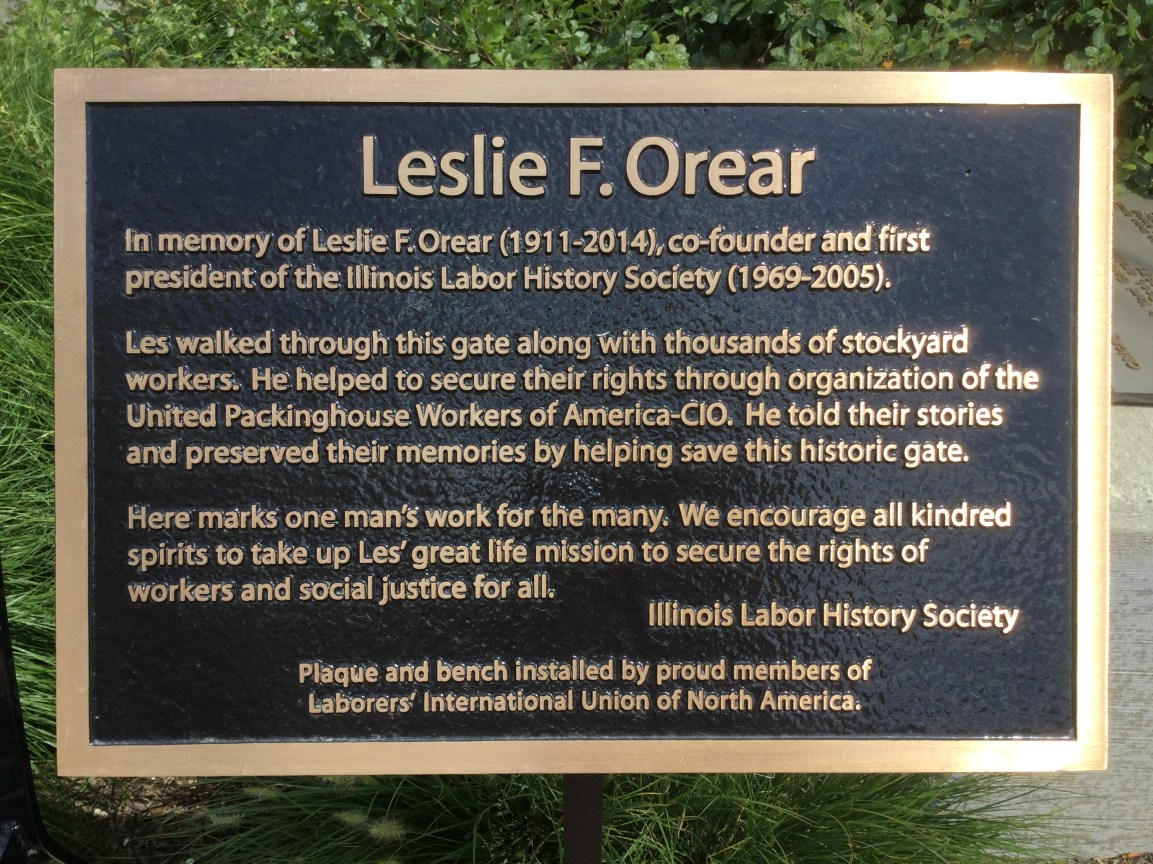 Leslie F. Orear
In memory of Leslie F. Orear (1911-2014), co-founder and first
president of the Illinois Labor History Society (1969-2005).
Les walked through this gate along with thousands of stockyard
workers. He helped to secure their rights through organization of the
United Packinghouse Workers of America-CIO. He told their stories
and preserved their memories by helping save this historic gate.
Here marks one man's work for the many. We encourage all kindred
spirits to take up Les' great life mission to secure the rights of
workers and social justice for all.
Illinois Labor History Society
Plaque and bench installed by proud members of
Laborers' International Union of North America.